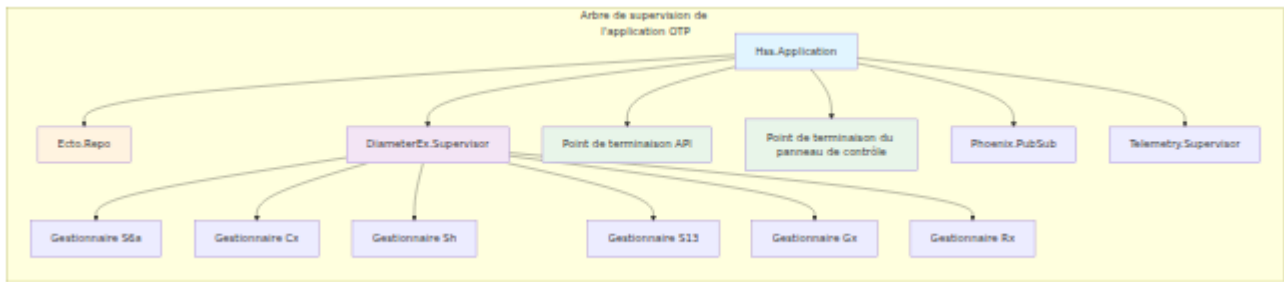 Arbre de supervision de
l'application OTP
Hss.Application
Ecto.Repo
DiameterEx.Supervisor
Point de terminaison API
Point de terminaison du
panneau de contrôle
Phoenix.PubSub
Telemetry.Supervisor
Gestionnaire S6a
Gestionnaire Cx
Gestionnaire Sh
Gestionnaire S13
Gestionnaire Gx
Gestionnaire Rx